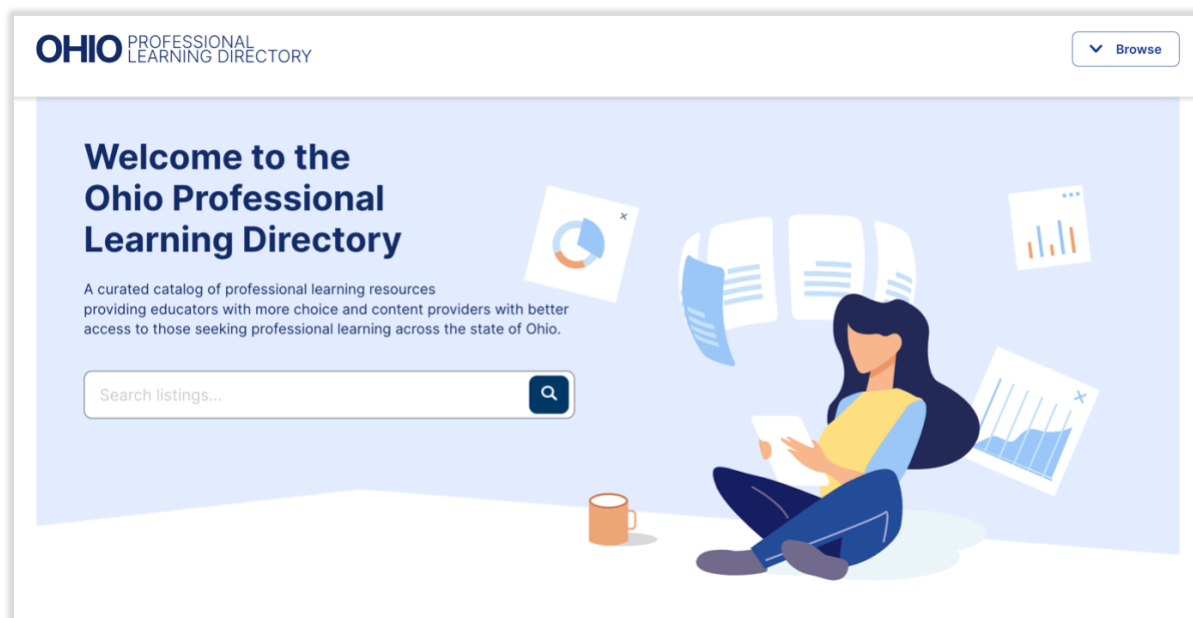 OHIO PROFESSIONAL
LEARNING DIRECTORY
Browse
Welcome to the
Ohio Professional
Learning Directory
A curated catalog of professional learning resources
providing educators with more choice and content providers with better
access to those seeking professional learning across the state of Ohio.
Search listings...